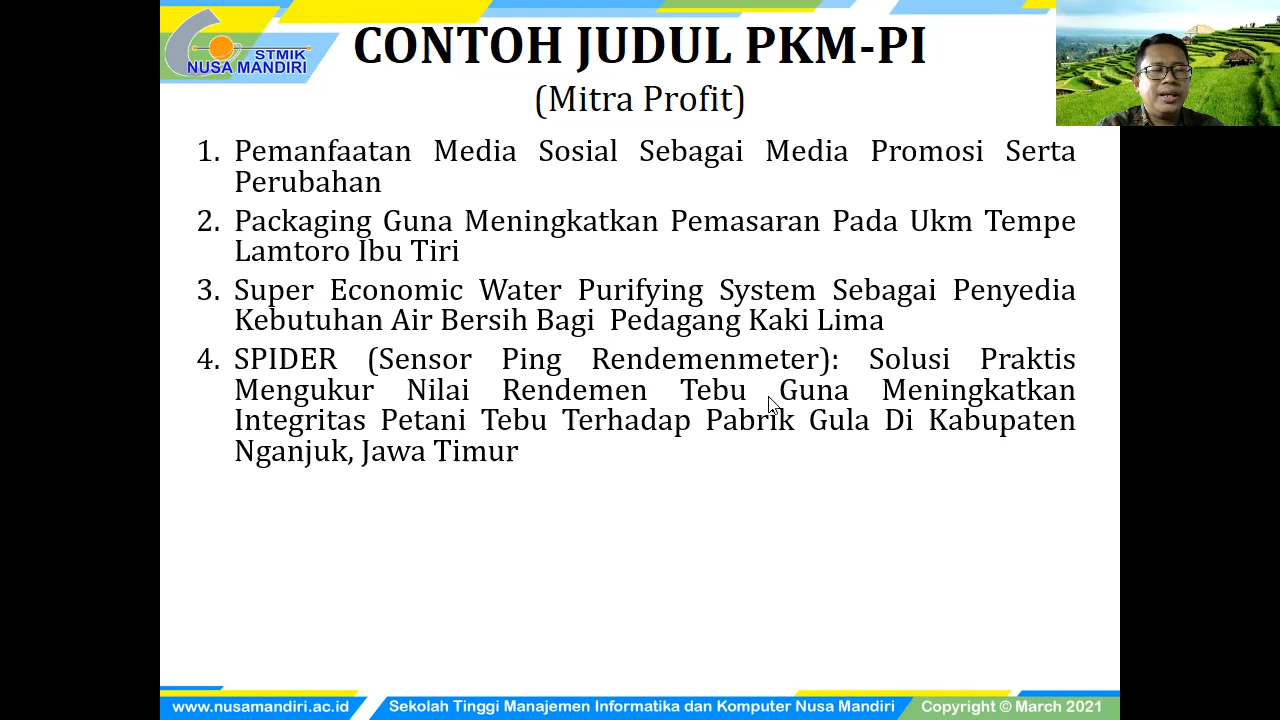 STMIK
NUSA MANDIRI
CONTOH JUDUL PKM-PI
(Mitra Profit)
1. Pemanfaatan Media Sosial Sebagai Media Promosi Serta
Perubahan
2. Packaging Guna Meningkatkan Pemasaran Pada Ukm Tempe
Lamtoro Ibu Tiri
3. Super Economic Water Purifying System Sebagai Penyedia
Kebutuhan Air Bersih Bagi Pedagang Kaki Lima
4. SPIDER (Sensor Ping Rendemenmeter): Solusi Praktis
Mengukur Nilai Rendemen Tebu Guna Meningkatkan
Integritas Petani Tebu Terhadap Pabrik Gula Di Kabupaten
Nganjuk, Jawa Timur
www.nusamandiri.ac.id
Sekolah Tinggi Manajemen Informatika dan Komputer Nusa Mandiri
Copyright © March 2021